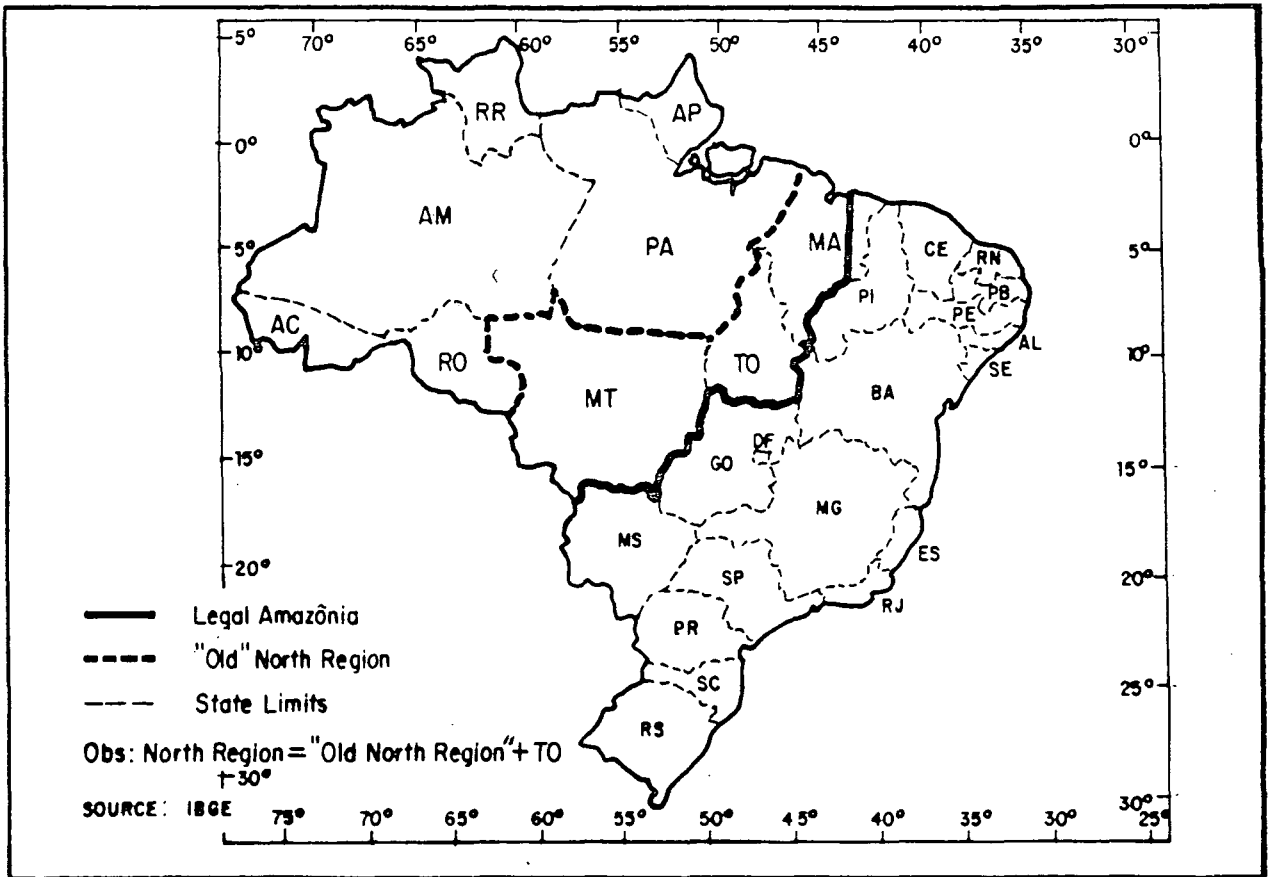 5° 70° 65° 60° 55° 50° 45° 40° 35° 30°
RR AP
0° 0°
AM
PA MA CE
5° RN 5°
PI PB
PE
AC AL
10° RO TO SE 10°
MT BA
DF
15° GO 15°
MG
MS ES
20° SP 20°
RJ
Legal Amazônia
PR
"Old" North Region
SC
State Limits 25°
RS
Obs: North Region = "Old North Region" + TO
30°
SOURCE: IBGE 30°
75° 70° 65° 60° 55° 50° 45° 40° 35° 30° 25°